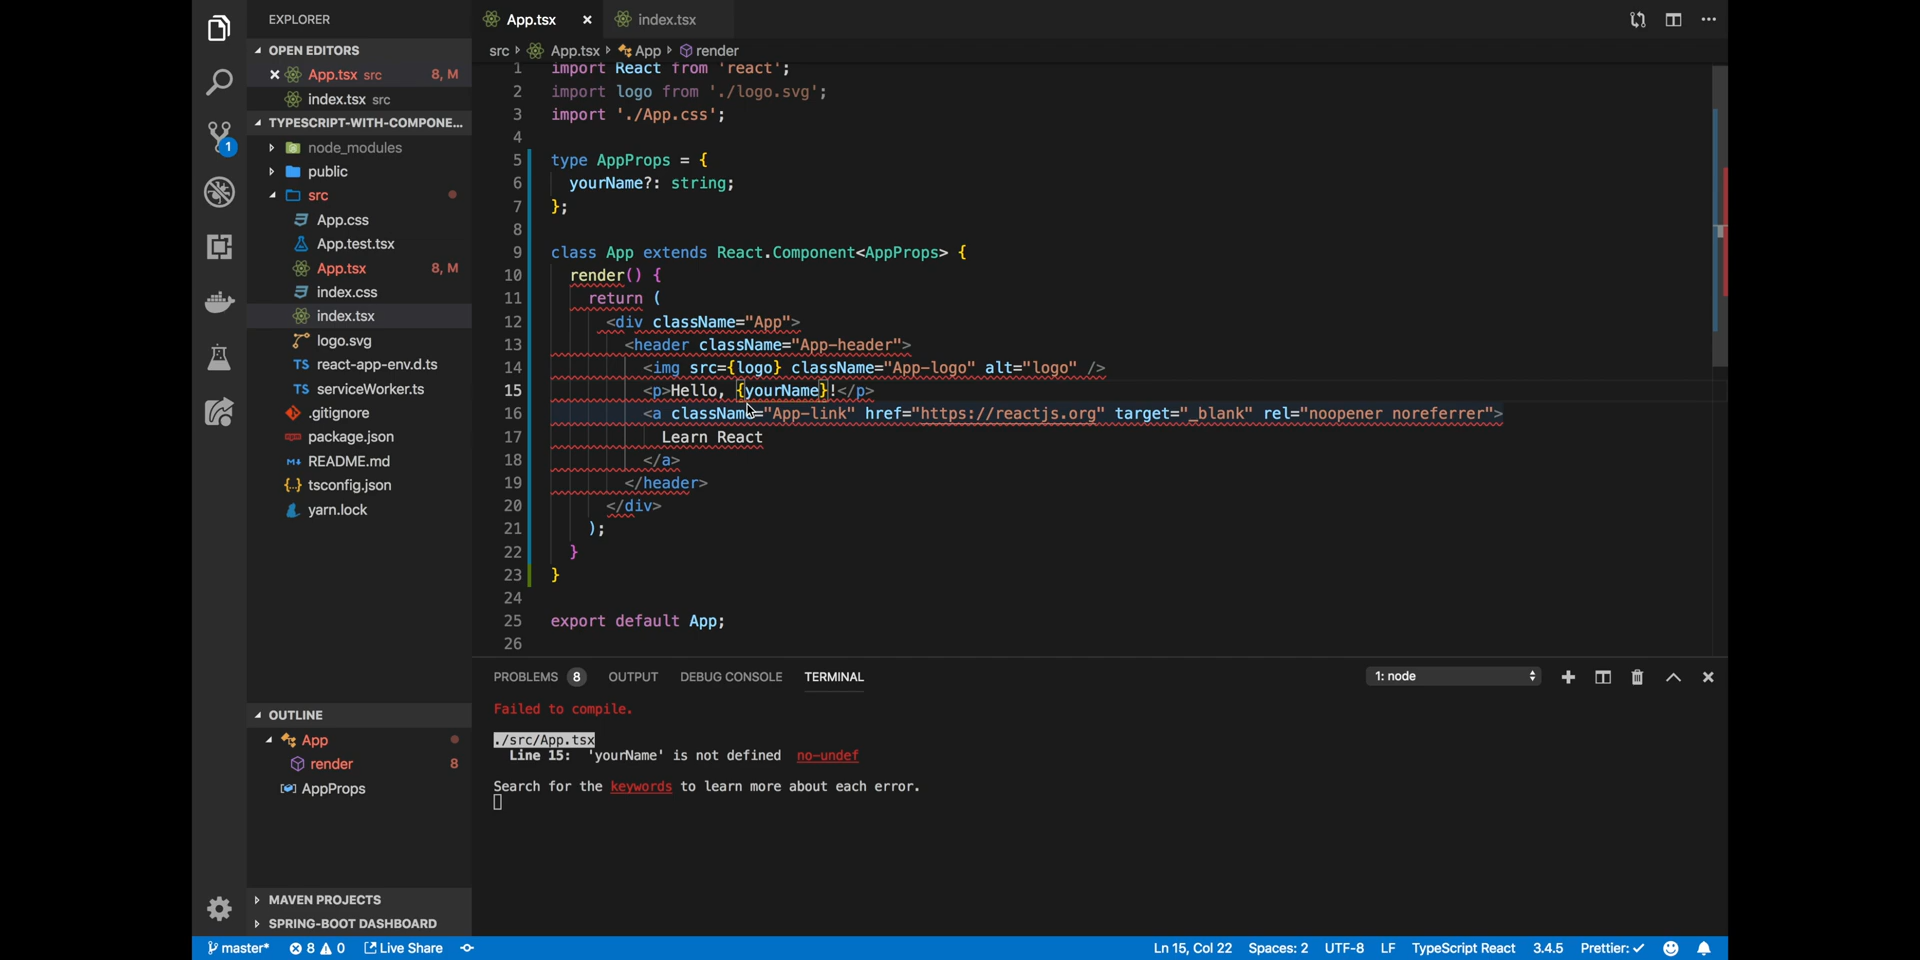 EXPLORER
OPEN EDITORS
App.tsx src 8, M
index.tsx src
TYPESCRIPT-WITH-COMPONE...
node_modules
public
src
App.css
App.test.tsx
App.tsx 8, M
index.css
index.tsx
logo.svg
TS react-app-env.d.ts
TS serviceWorker.ts
.gitignore
package.json
README.md
tsconfig.json
yarn.lock
OUTLINE
App
render 8
AppProps
MAVEN PROJECTS
SPRING-BOOT DASHBOARD
1
App.tsx index.tsx
src App.tsx App render
1 import React from 'react';
2 import logo from './logo.svg';
3 import './App.css';
4
5 type AppProps = {
6 yourName?: string;
7 };
8
9 class App extends React.Component<AppProps> {
10 render() {
11 return (
12 <div className="App">
13 <header className="App-header">
14 <img src={logo} className="App-logo" alt="logo" />
15 <p>Hello, {yourName}!</p>
16 <a className="App-link" href="https://reactjs.org" target="_blank" rel="noopener noreferrer">
17 Learn React
18 </a>
19 </header>
20 </div>
21 );
22 }
23 }
24
25 export default App;
26
PROBLEMS 8 OUTPUT DEBUG CONSOLE TERMINAL 1: node
Failed to compile.
./src/App.tsx
Line 15: 'yourName' is not defined no-undef
Search for the keywords to learn more about each error.
master* 8 0 Live Share Ln 15, Col 22 Spaces: 2 UTF-8 LF TypeScript React 3.4.5 Prettier: ✓